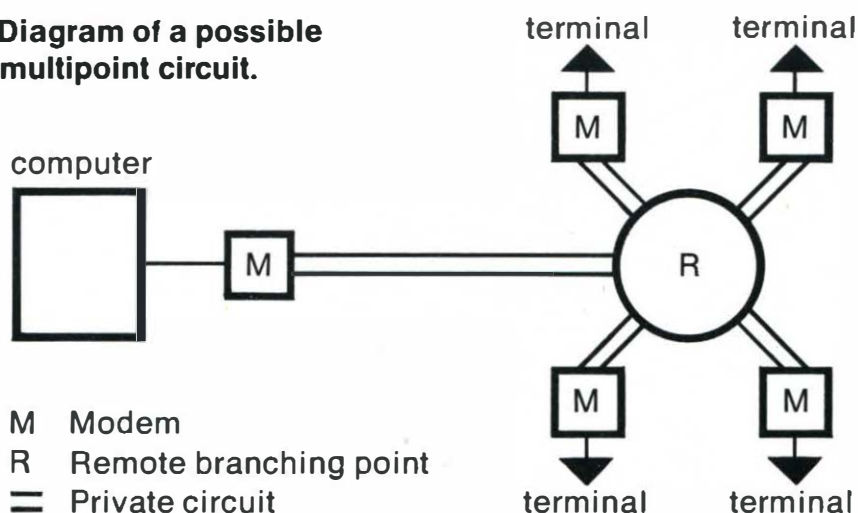 Diagram of a possible
multipoint circuit.
terminal
terminal
M
M
computer
M
R
M
M
M Modem
R Remote branching point
= Private circuit
terminal
terminal